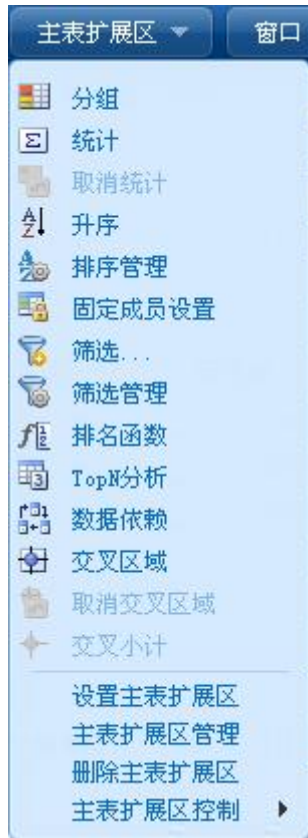 主表扩展区 窗口
分组
统计
取消统计
升序
排序管理
固定成员设置
筛选...
筛选管理
排名函数
TopN分析
数据依赖
交叉区域
取消交叉区域
交叉小计
设置主表扩展区
主表扩展区管理
删除主表扩展区
主表扩展区控制